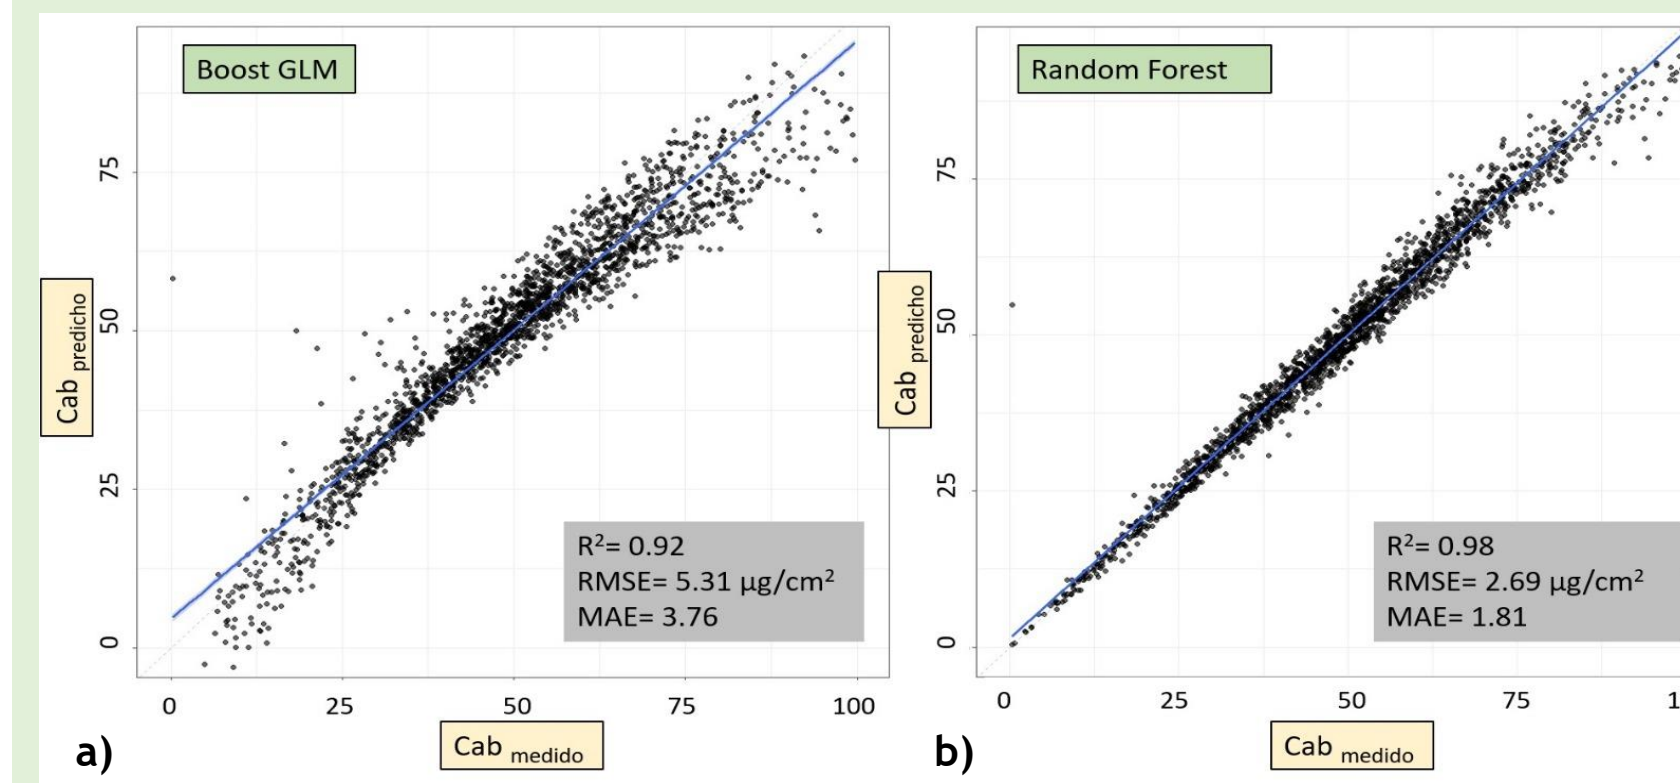 Boost GLM
75
50
25
0
Cab predicho
R²= 0.92
RMSE= 5.31 µg/cm²
MAE= 3.76
0 25 50 75 100
Cab medido
a)
Random Forest
75
50
25
0
Cab predicho
R²= 0.98
RMSE= 2.69 µg/cm²
MAE= 1.81
0 25 50 75 1
Cab medido
b)